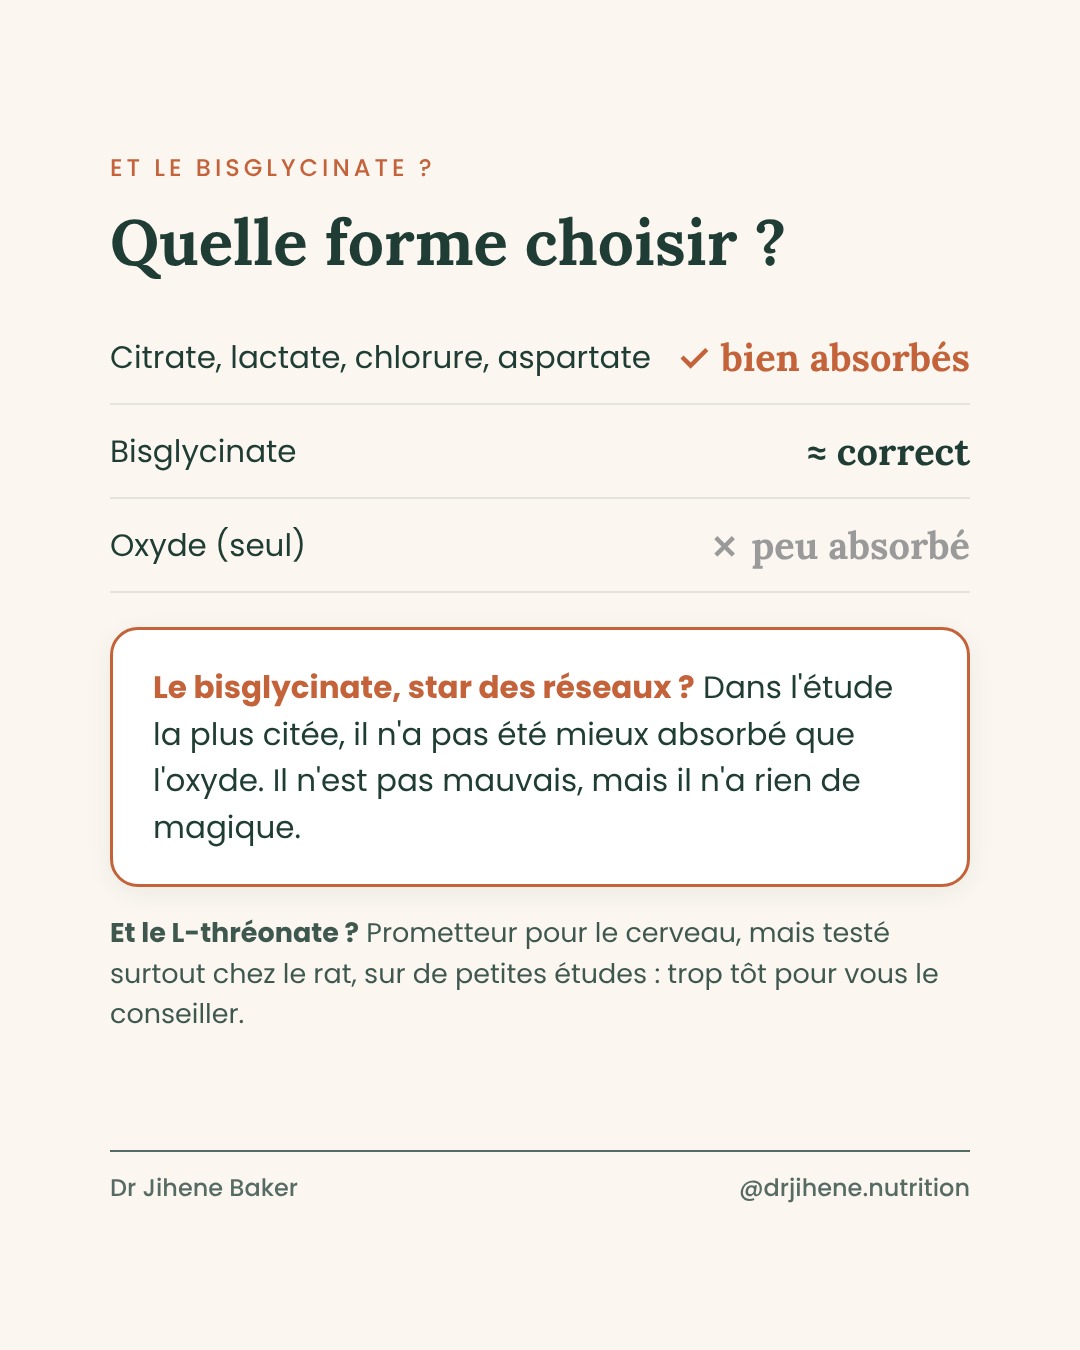 ET LE BISGLYCINATE ?
Quelle forme choisir ?
Citrate, lactate, chlorure, aspartate ✓ bien absorbés
Bisglycinate ≈ correct
Oxyde (seul) ✕ peu absorbé
Le bisglycinate, star des réseaux ? Dans l'étude
la plus citée, il n'a pas été mieux absorbé que
l'oxyde. Il n'est pas mauvais, mais il n'a rien de
magique.
Et le L-thréonate ? Prometteur pour le cerveau, mais testé
surtout chez le rat, sur de petites études : trop tôt pour vous le
conseiller.
Dr Jihene Baker @drjihene.nutrition